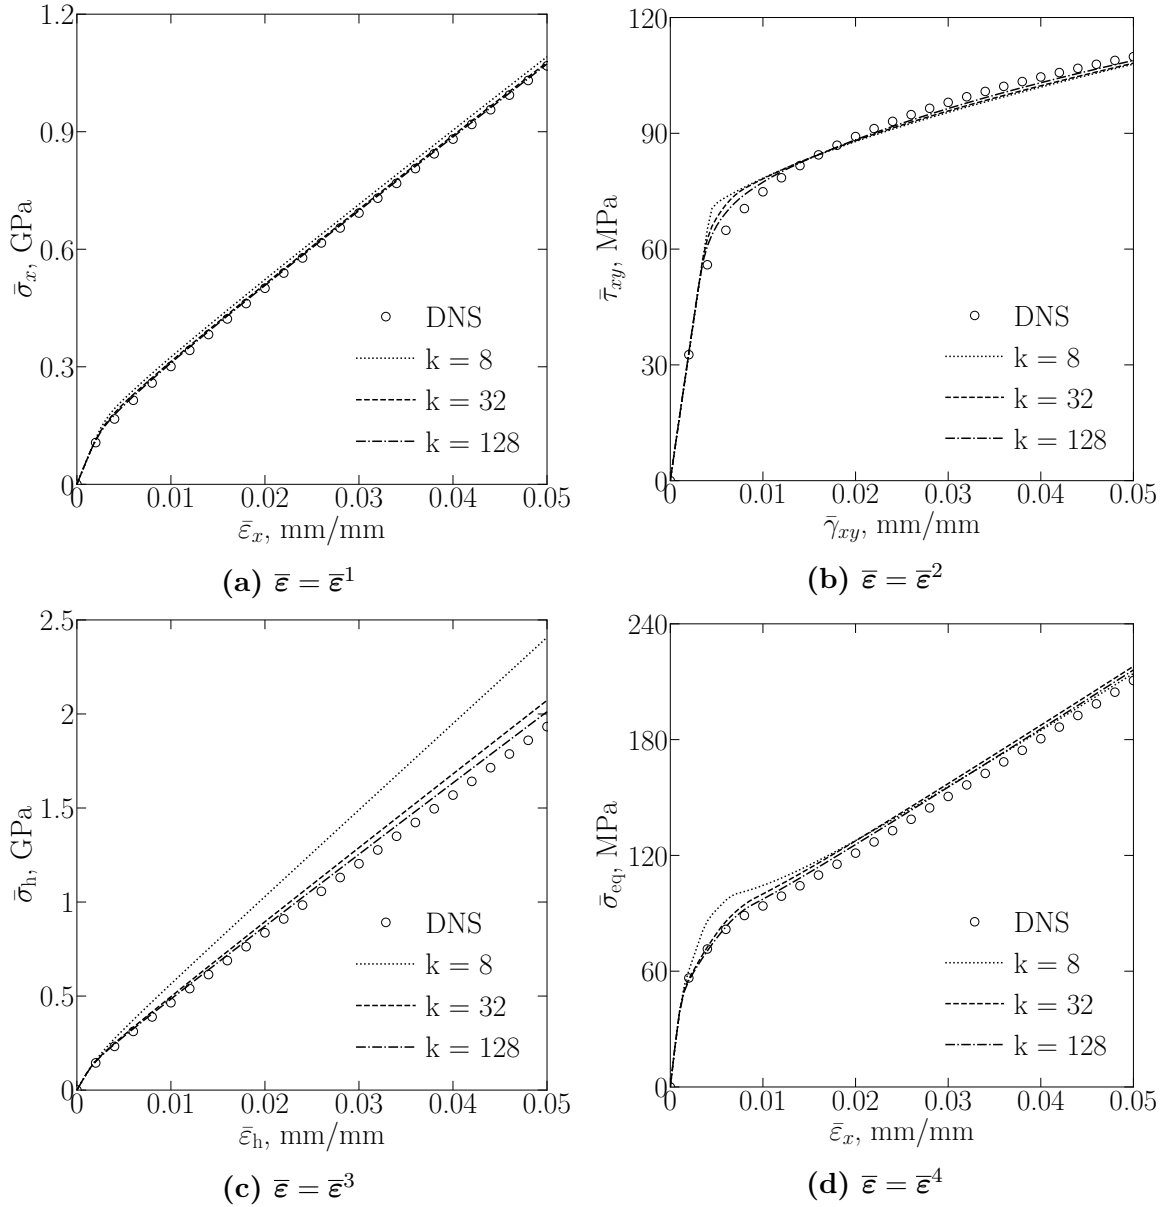 1.2
0.9
0.6
0.3
0
σ̄ₓ, GPa
DNS
k = 8
k = 32
k = 128
0 0.01 0.02 0.03 0.04 0.05
ε̄ₓ, mm/mm
(a) ε̄ = ε̄¹
120
90
60
30
0
τ̄ₓᵧ, MPa
DNS
k = 8
k = 32
k = 128
0 0.01 0.02 0.03 0.04 0.05
γ̄ₓᵧ, mm/mm
(b) ε̄ = ε̄²
2.5
2
1.5
1
0.5
0
σ̄ₕ, GPa
DNS
k = 8
k = 32
k = 128
0 0.01 0.02 0.03 0.04 0.05
ε̄ₕ, mm/mm
(c) ε̄ = ε̄³
240
180
120
60
0
σ̄eq, MPa
DNS
k = 8
k = 32
k = 128
0 0.01 0.02 0.03 0.04 0.05
ε̄ₓ, mm/mm
(d) ε̄ = ε̄⁴